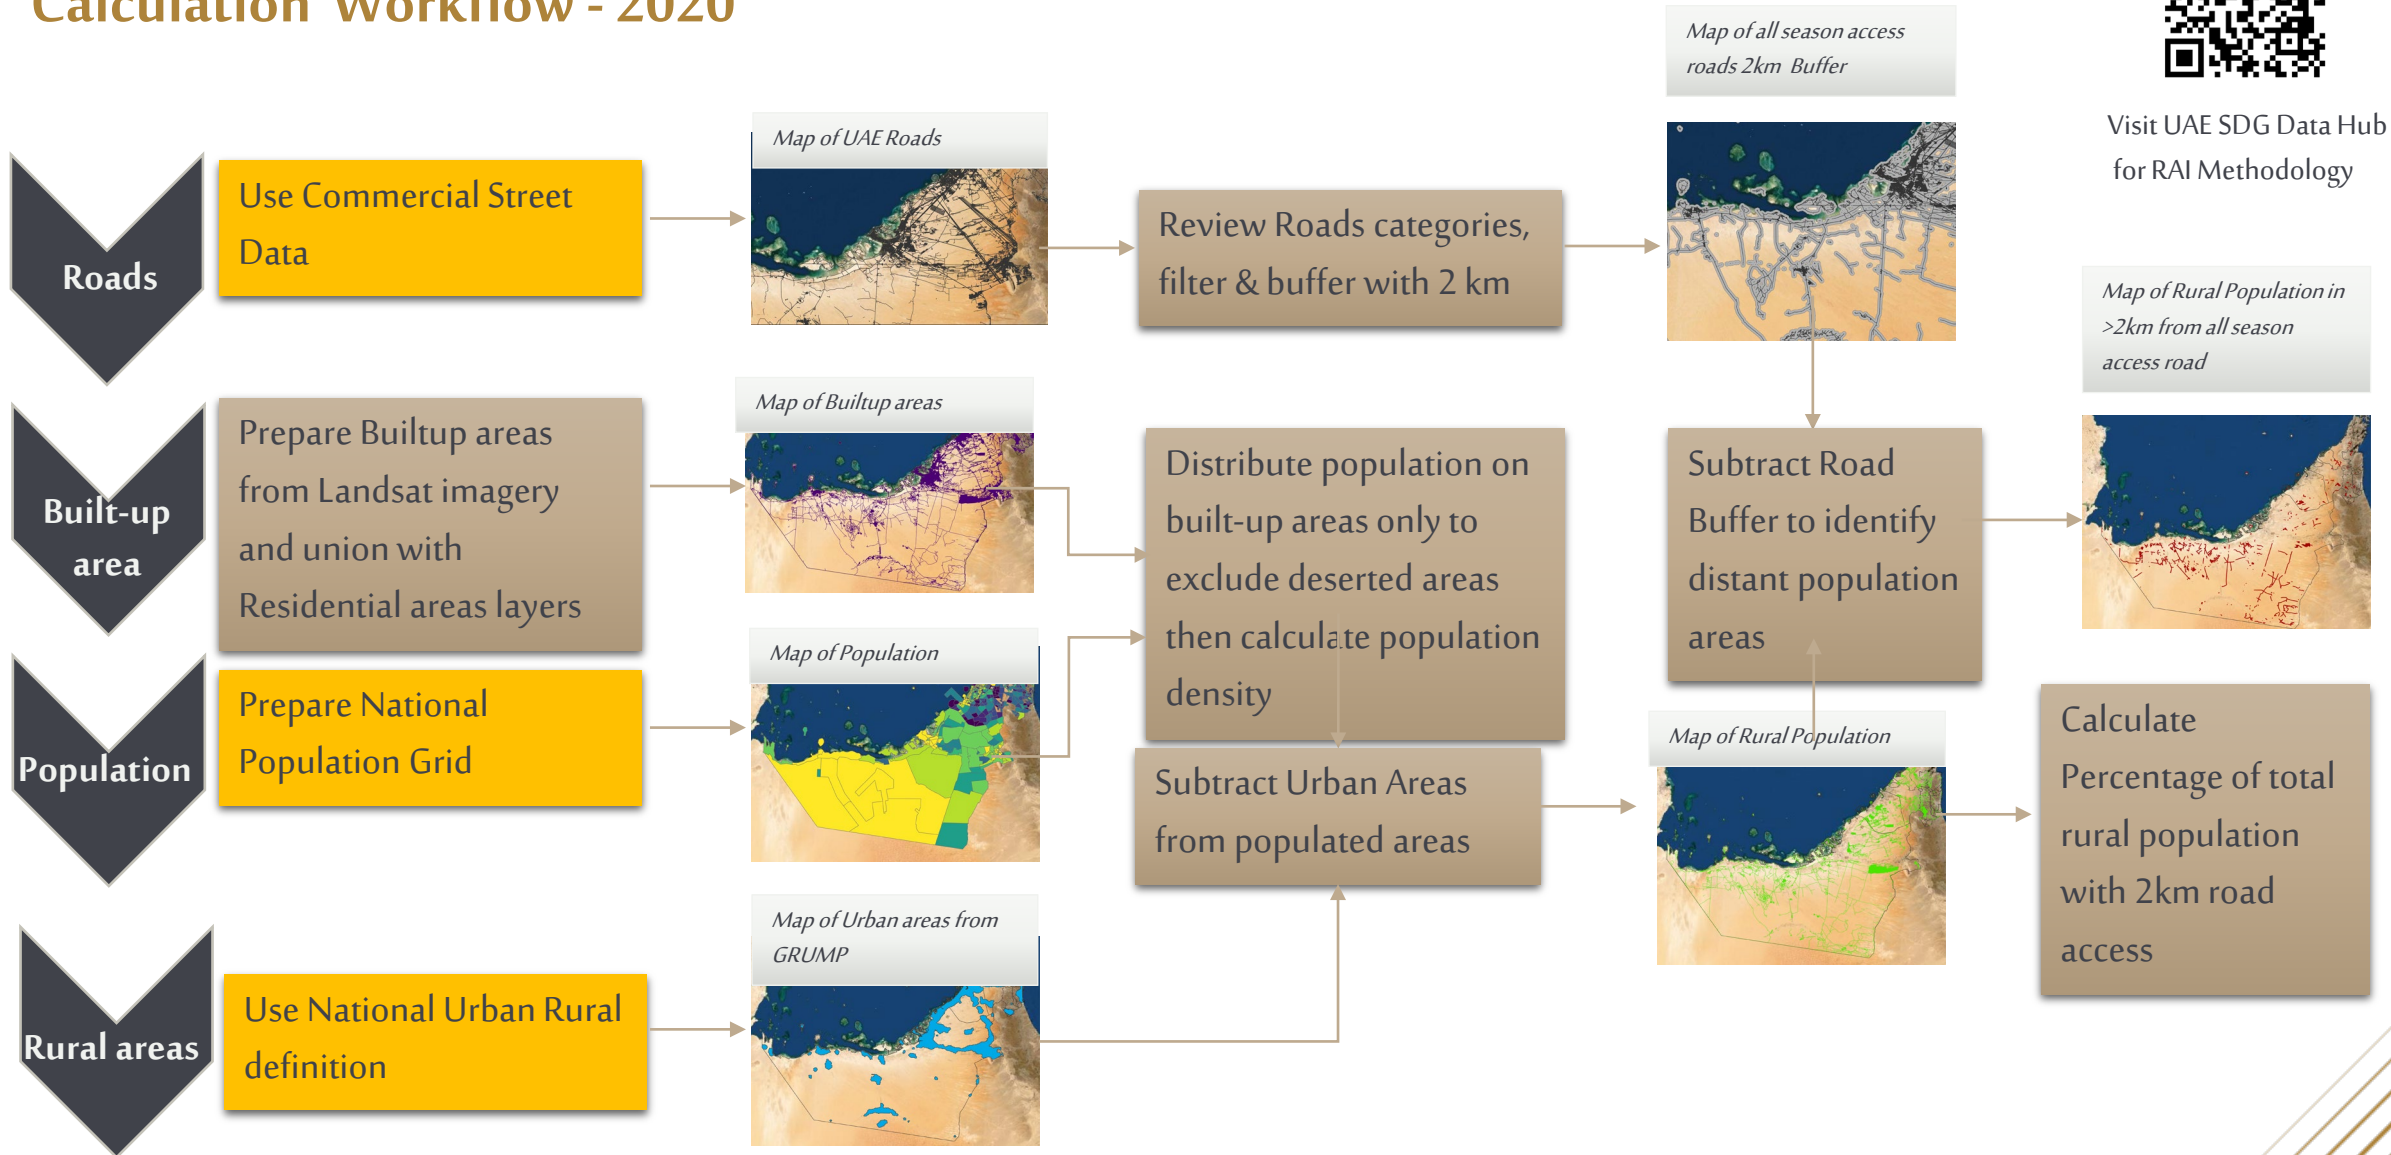 Calculation Workflow - 2020
Map of all season access
roads 2km Buffer
Visit UAE SDG Data Hub
for RAI Methodology
Roads
Use Commercial Street
Data
Map of UAE Roads
Review Roads categories,
filter & buffer with 2 km
Map of Rural Population in
>2km from all season
access road
Built-up
area
Prepare Builtup areas
from Landsat imagery
and union with
Residential areas layers
Map of Builtup areas
Distribute population on
built-up areas only to
exclude deserted areas
then calculate population
density
Subtract Road
Buffer to identify
distant population
areas
Population
Prepare National
Population Grid
Map of Population
Subtract Urban Areas
from populated areas
Map of Rural Population
Calculate
Percentage of total
rural population
with 2km road
access
Rural areas
Use National Urban Rural
definition
Map of Urban areas from
GRUMP